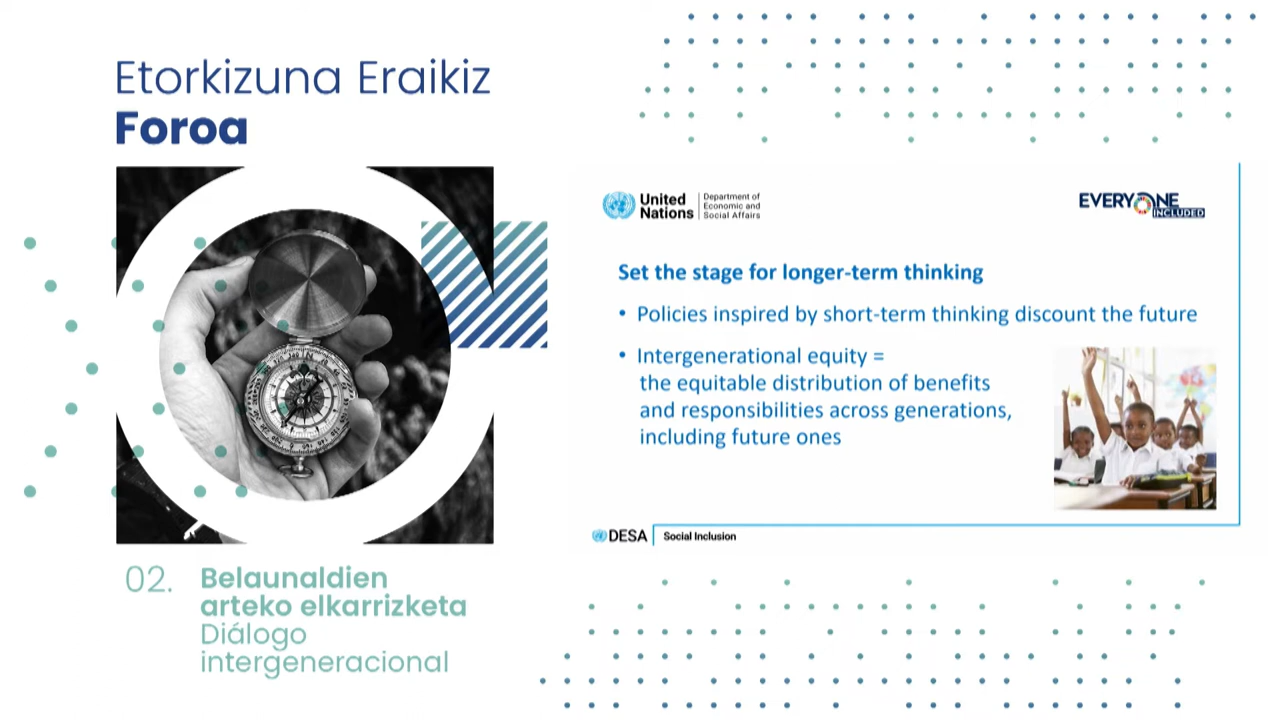 Etorkizuna Eraikiz
Foroa
United
Nations
Department of
Economic and
Social Affairs
EVERYONE
INCLUDED
Set the stage for longer-term thinking
• Policies inspired by short-term thinking discount the future
• Intergenerational equity =
the equitable distribution of benefits
and responsibilities across generations,
including future ones
DESA
Social Inclusion
02.
Belaunaldien
arteko elkarrizketa
Diálogo
intergeneracional